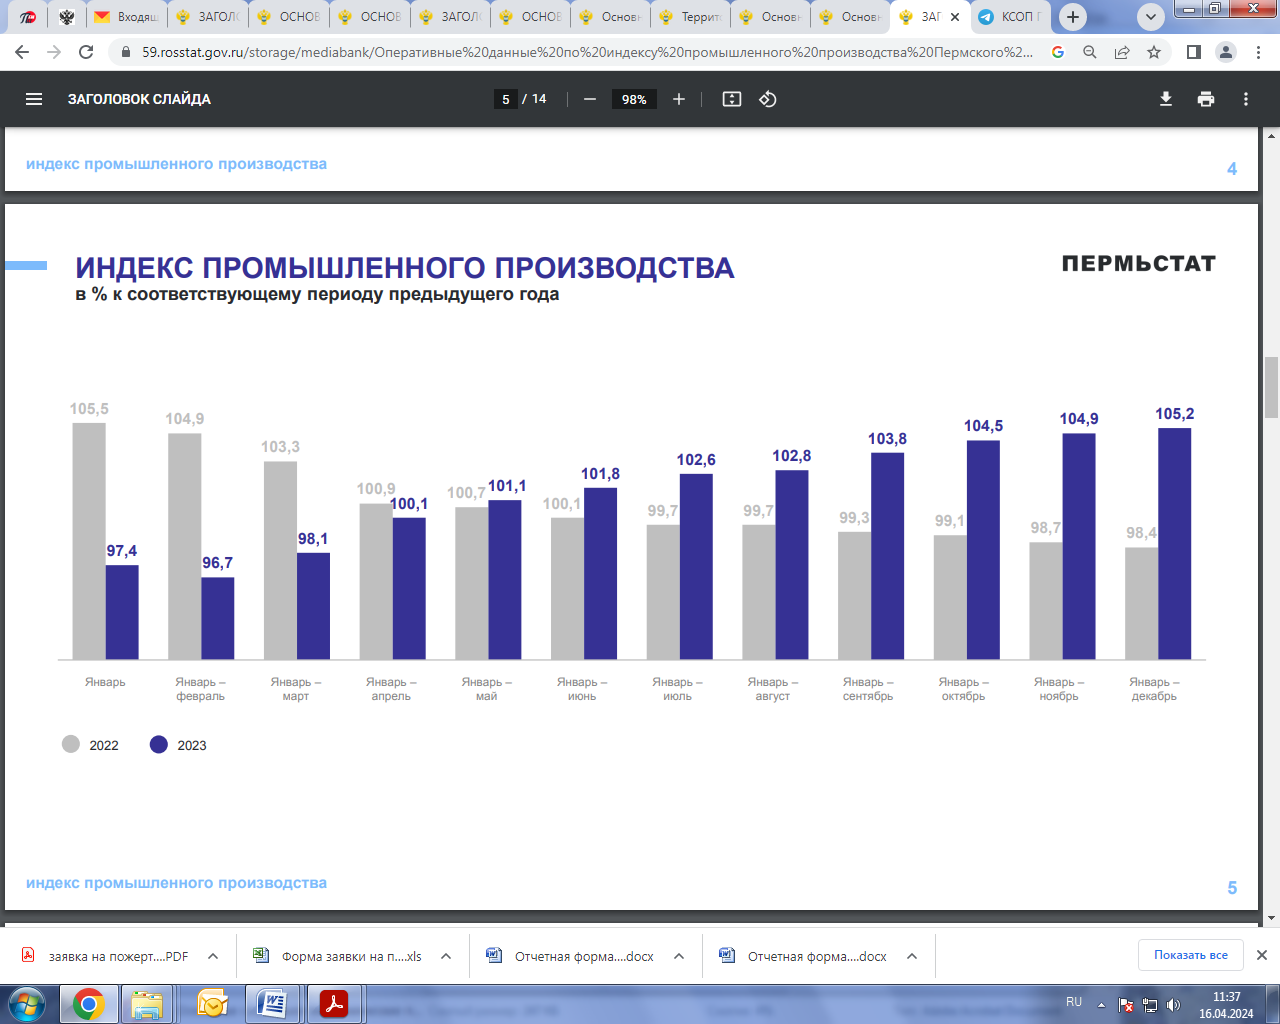 Входящ
ЗАГОЛО
ОСНОВ
ОСНОВ
ЗАГОЛО
ОСНОВ
Основн
Террито
Основн
Основн
ЗАГ
КСОП Г
59.rosstat.gov.ru/storage/mediabank/Оперативные%20данные%20по%20индексу%20промышленного%20производства%20Пермского%2...
ЗАГОЛОВОК СЛАЙДА
5 / 14
98%
индекс промышленного производства
4
ИНДЕКС ПРОМЫШЛЕННОГО ПРОИЗВОДСТВА
ПЕРМЬСТАТ
в % к соответствующему периоду предыдущего года
105,5
97,4
104,9
96,7
103,3
98,1
100,9
100,1
100,7
101,1
100,1
101,8
99,7
102,6
99,7
102,8
99,3
103,8
99,1
104,5
98,7
104,9
98,4
105,2
Январь
Январь –
февраль
Январь –
март
Январь –
апрель
Январь –
май
Январь –
июнь
Январь –
июль
Январь –
август
Январь –
сентябрь
Январь –
октябрь
Январь –
ноябрь
Январь –
декабрь
2022
2023
индекс промышленного производства
5
заявка на пожерт....PDF
Форма заявки на п....xls
Отчетная форма....docx
Отчетная форма....docx
Показать все
RU
11:37
16.04.2024